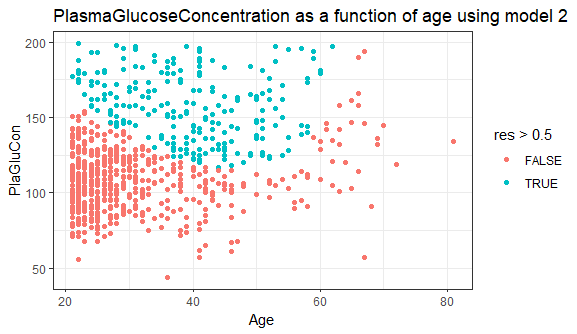 PlasmaGlucoseConcentration as a function of age using model 2
200
150
100
50
PlaGluCon
20
40
60
80
Age
res > 0.5
FALSE
TRUE